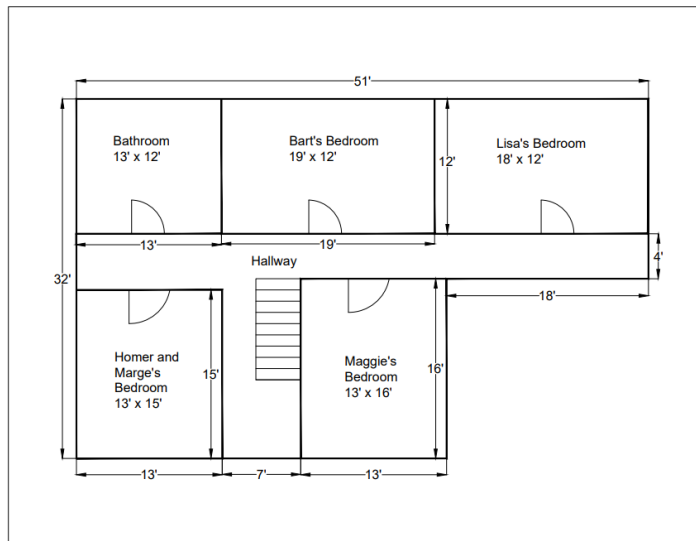 51'
Bathroom
13' x 12'
Bart's Bedroom
19' x 12'
Lisa's Bedroom
18' x 12'
12'
13'
19'
Hallway
4'
32'
18'
Homer and
Marge's
Bedroom
13' x 15'
15'
Maggie's
Bedroom
13' x 16'
16'
13'
7'
13'